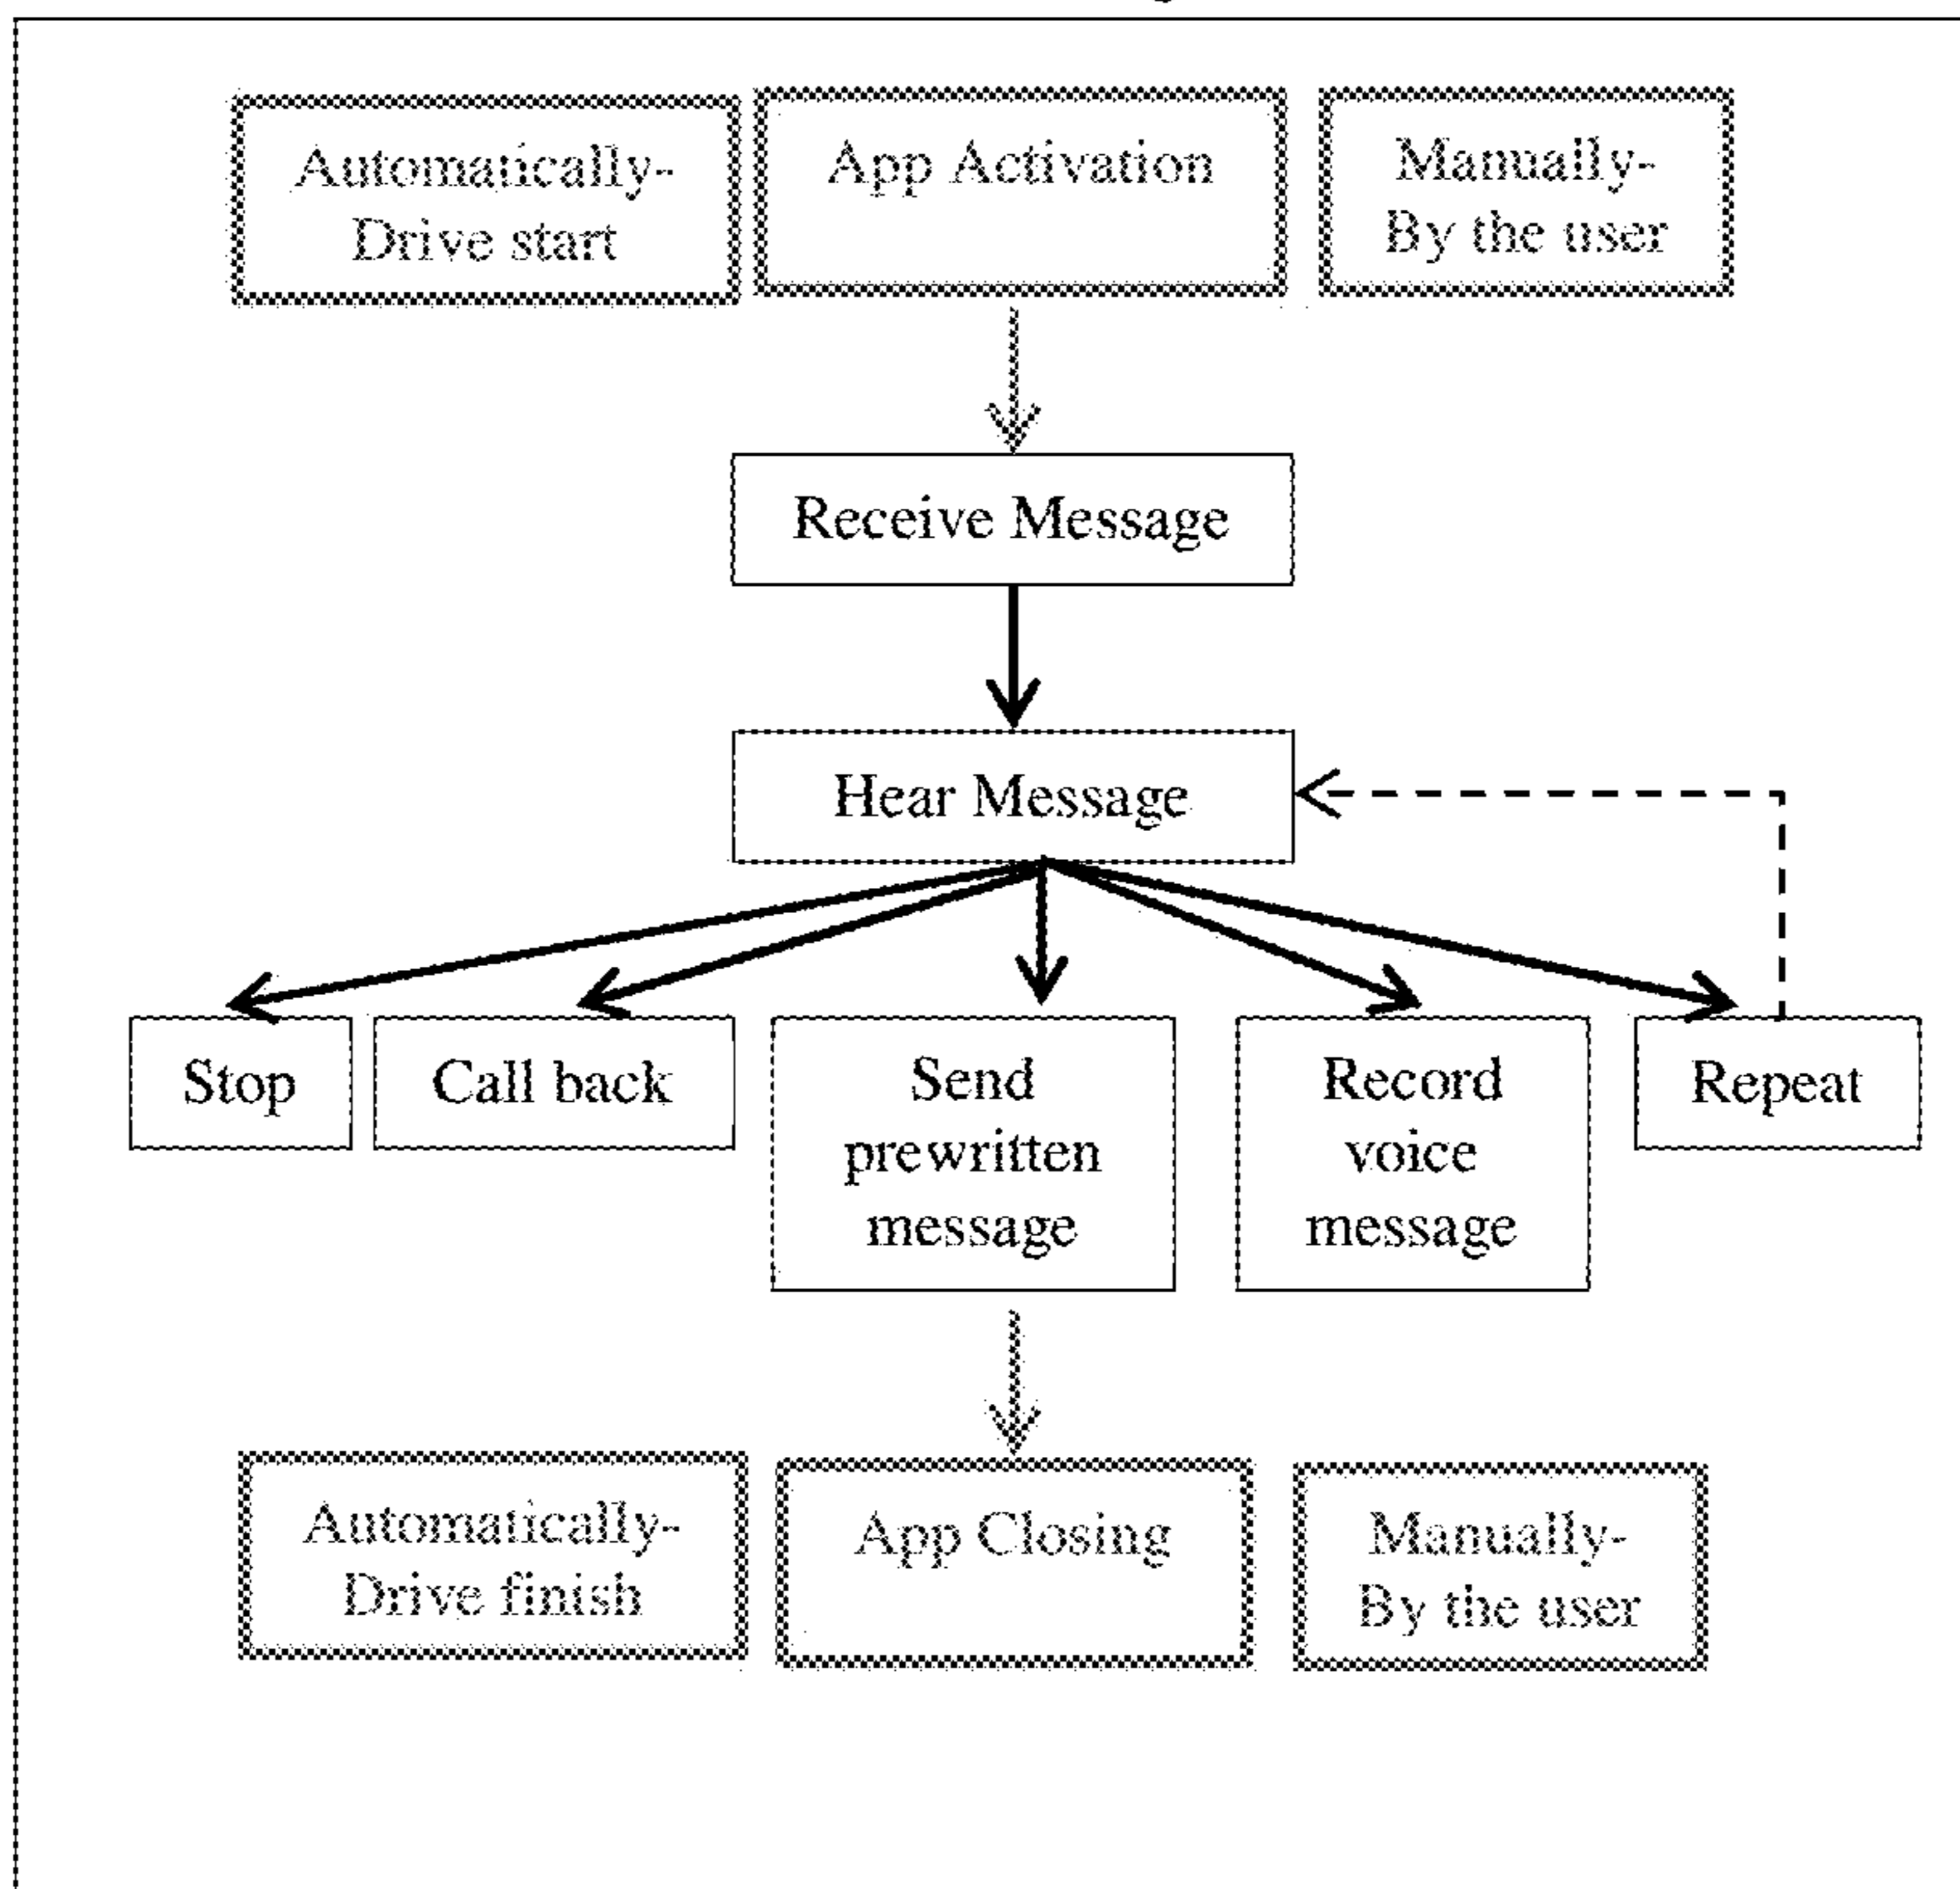 Automatically-
Drive start
App Activation
Manually-
By the user
Receive Message
Hear Message
Stop
Call back
Send
prewritten
message
Record
voice
message
Repeat
Automatically-
Drive finish
App Closing
Manually-
By the user